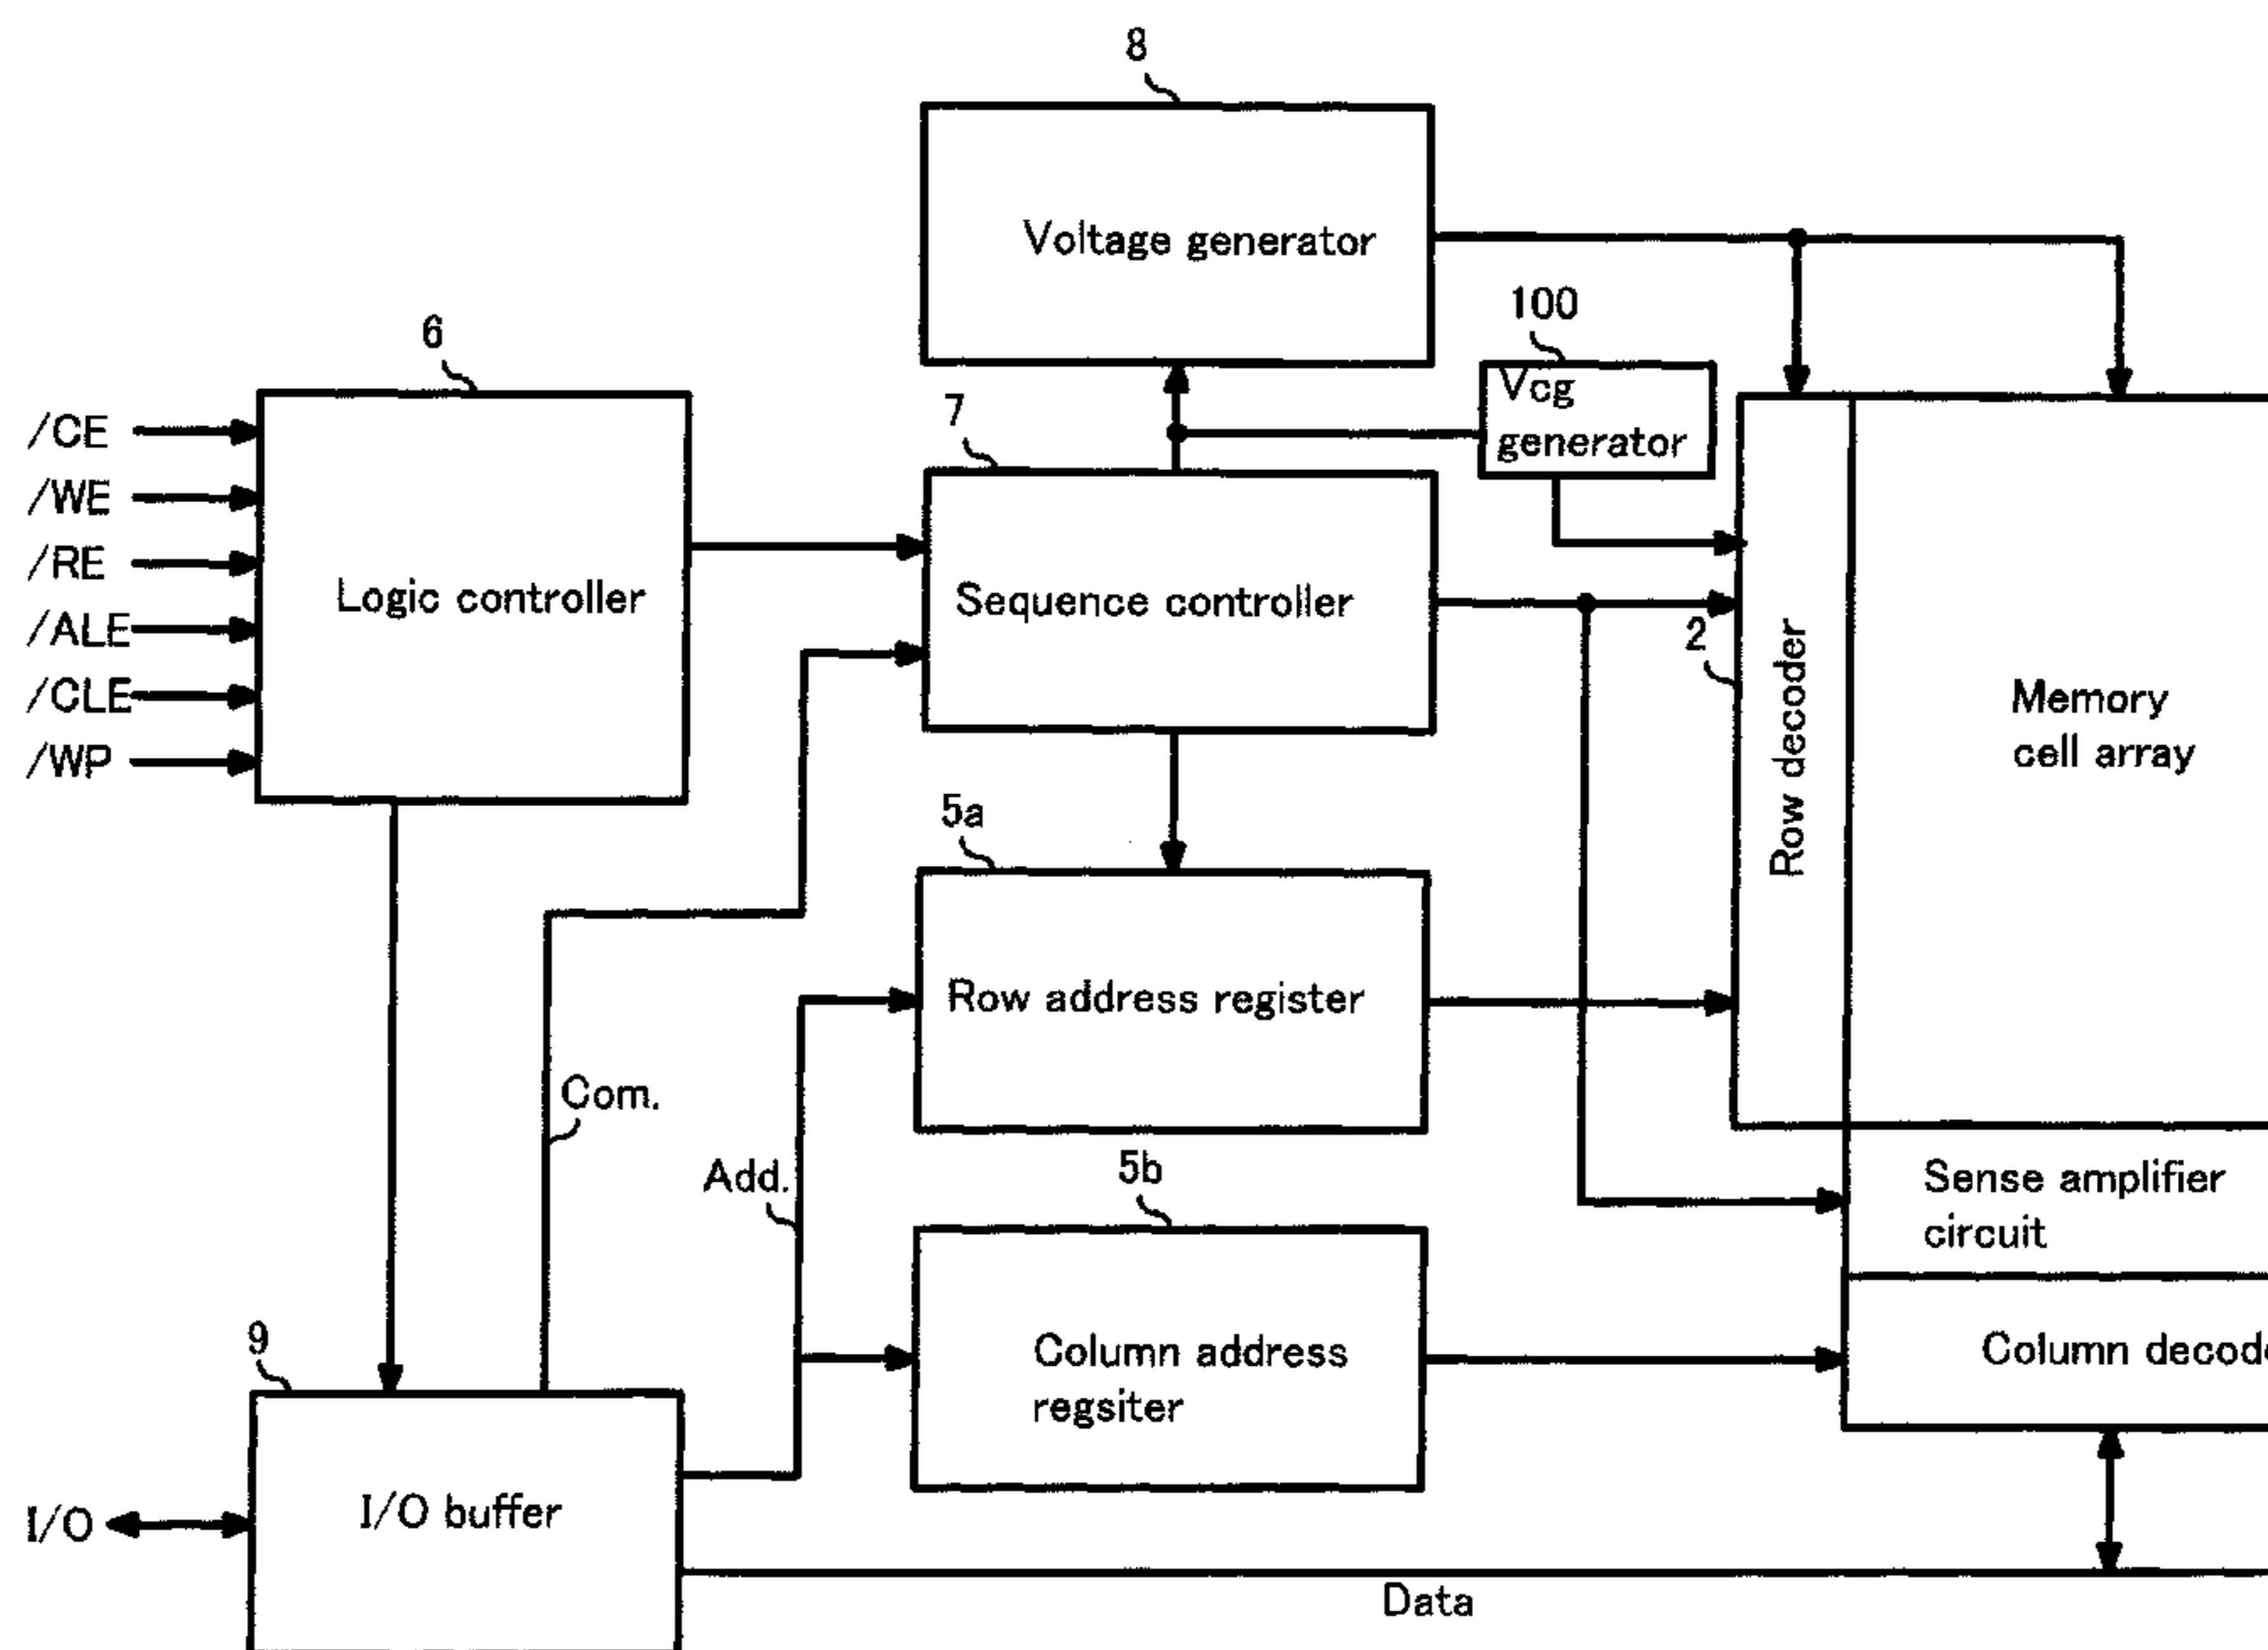 8
Voltage generator
100
Vcg
generator
6
/CE
/WE
/RE
/ALE
/CLE
/WP
Logic controller
7
Sequence controller
2
Row decoder
Memory
cell array
5a
Row address register
Com.
Add.
5b
Column address
regsiter
Sense amplifier
circuit
Column decod
9
I/O
I/O buffer
Data